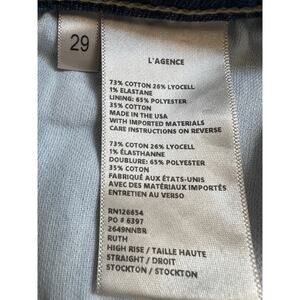 29
L'AGENCE
73% COTTON 26% LYOCELL
1% ELASTANE
LINING: 65% POLYESTER
35% COTTON
MADE IN THE USA
WITH IMPORTED MATERIALS
CARE INSTRUCTIONS ON REVERSE
73% COTON 26% LYOCELL
1% ÉLASTHANNE
DOUBLURE: 65% POLYESTER
35% COTON
FABRIQUÉ AUX ÉTATS-UNIS
AVEC DES MATÉRIAUX IMPORTÉS
ENTRETIEN AU VERSO
RN126654
PO # 6397
2649NNBR
RUTH
HIGH RISE / TAILLE HAUTE
STRAIGHT / DROIT
STOCKTON / STOCKTON